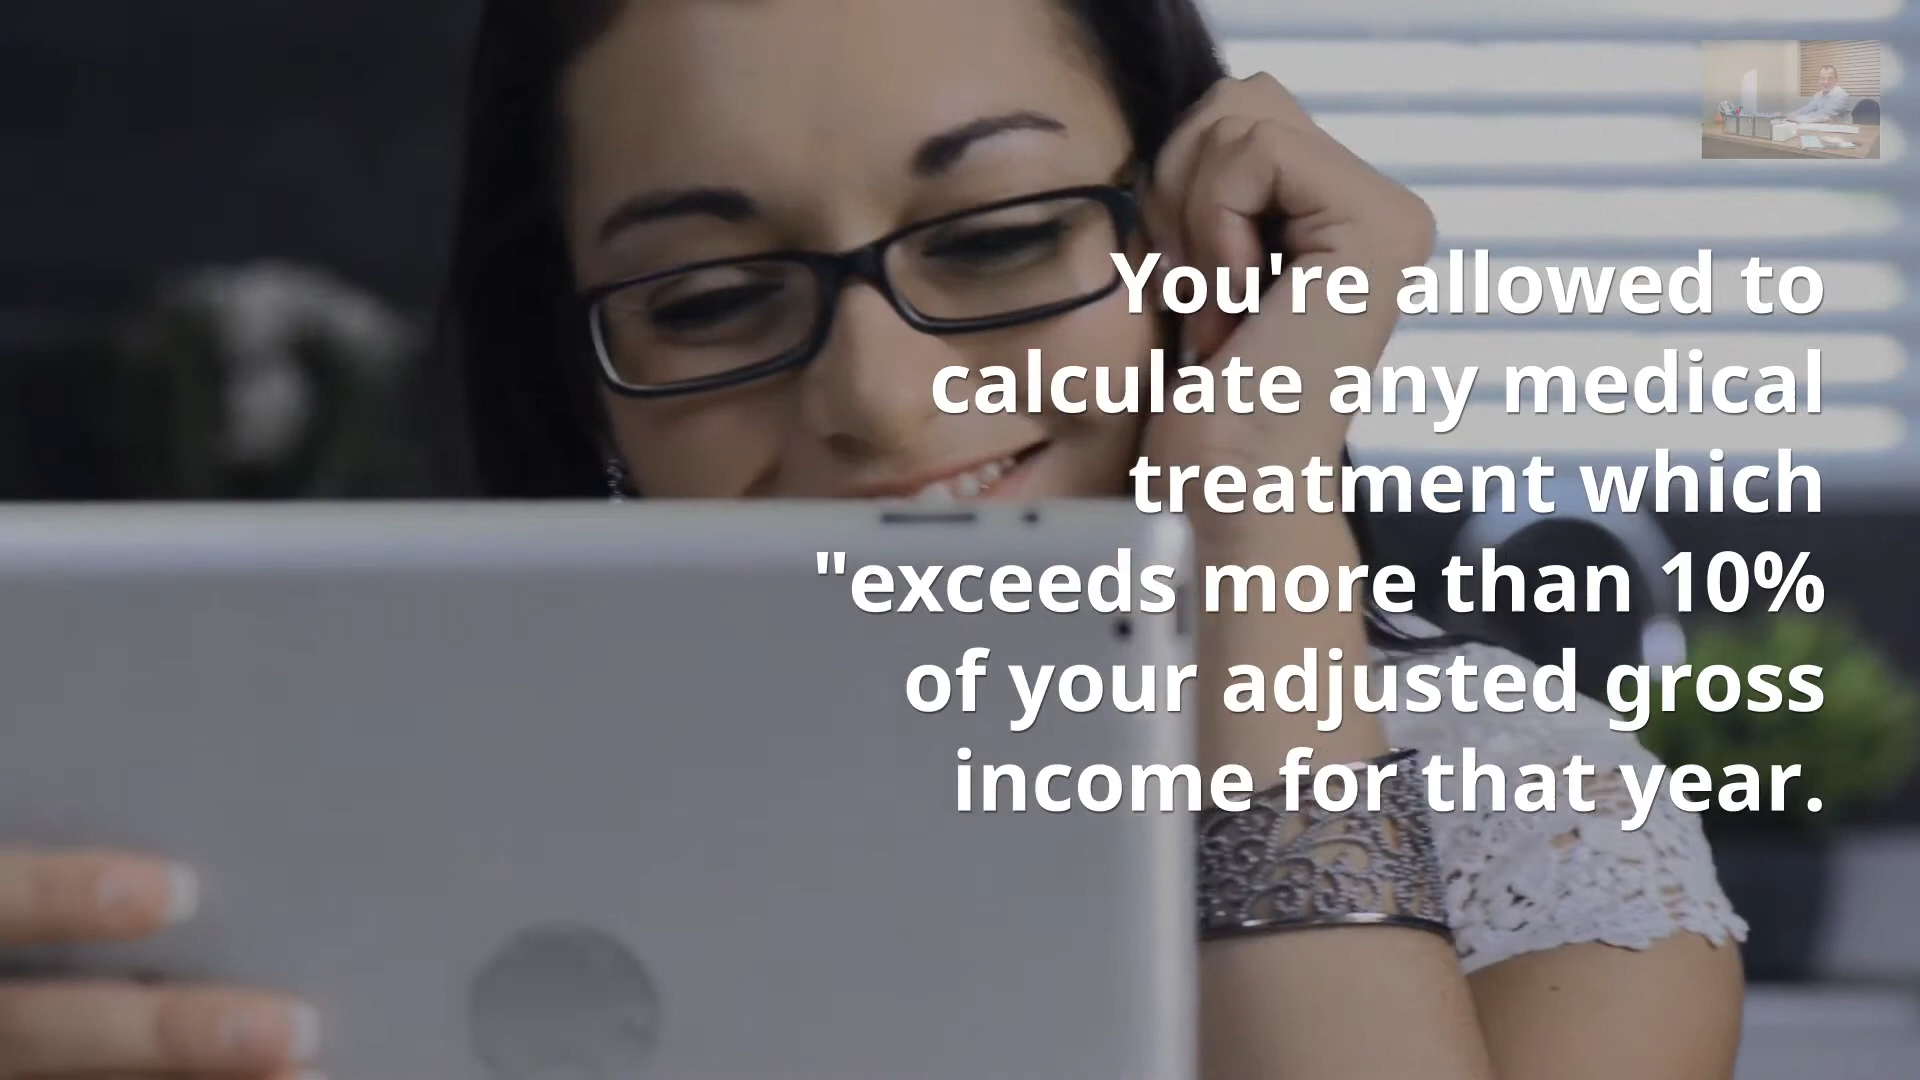 You're allowed to
calculate any medical
treatment which
"exceeds more than 10%
of your adjusted gross
income for that year.